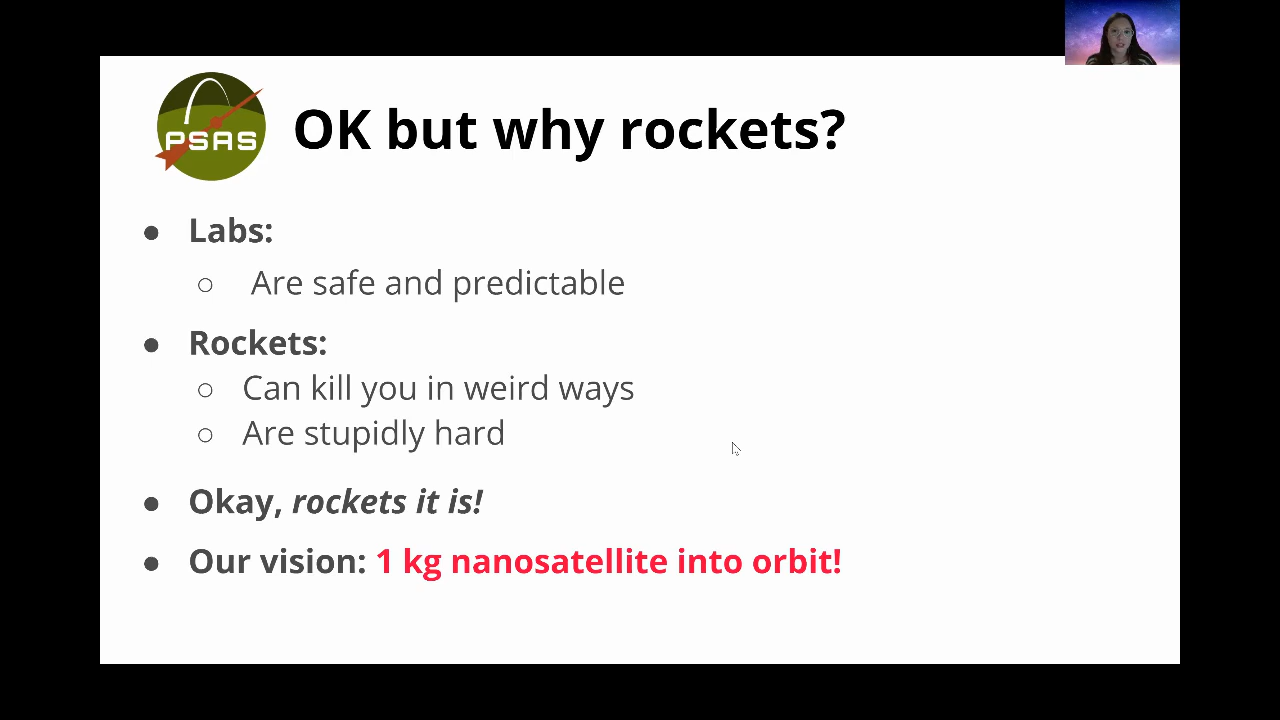 PSAS
OK but why rockets?
● Labs:
○ Are safe and predictable
● Rockets:
○ Can kill you in weird ways
○ Are stupidly hard
● Okay, rockets it is!
● Our vision: 1 kg nanosatellite into orbit!